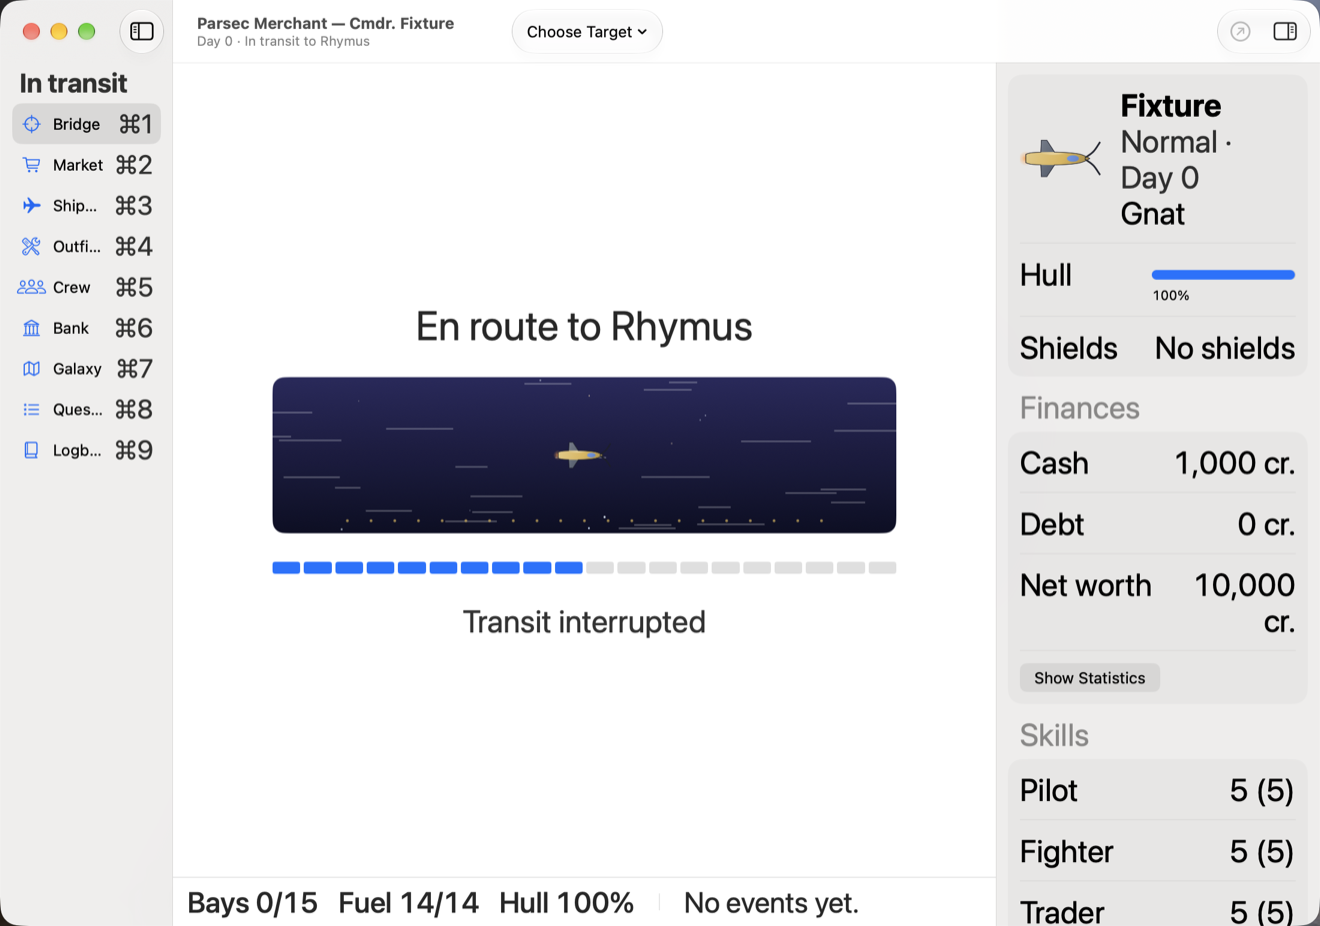 Parsec Merchant — Cmdr. Fixture
Day 0 · In transit to Rhymus
Choose Target
In transit
Bridge ⌘1
Market ⌘2
Ship... ⌘3
Outfi... ⌘4
Crew ⌘5
Bank ⌘6
Galaxy ⌘7
Ques... ⌘8
Logb... ⌘9
En route to Rhymus
Transit interrupted
Bays 0/15 Fuel 14/14 Hull 100% No events yet.
Fixture
Normal ·
Day 0
Gnat
Hull
100%
Shields No shields
Finances
Cash 1,000 cr.
Debt 0 cr.
Net worth 10,000
cr.
Show Statistics
Skills
Pilot 5 (5)
Fighter 5 (5)
Trader 5 (5)